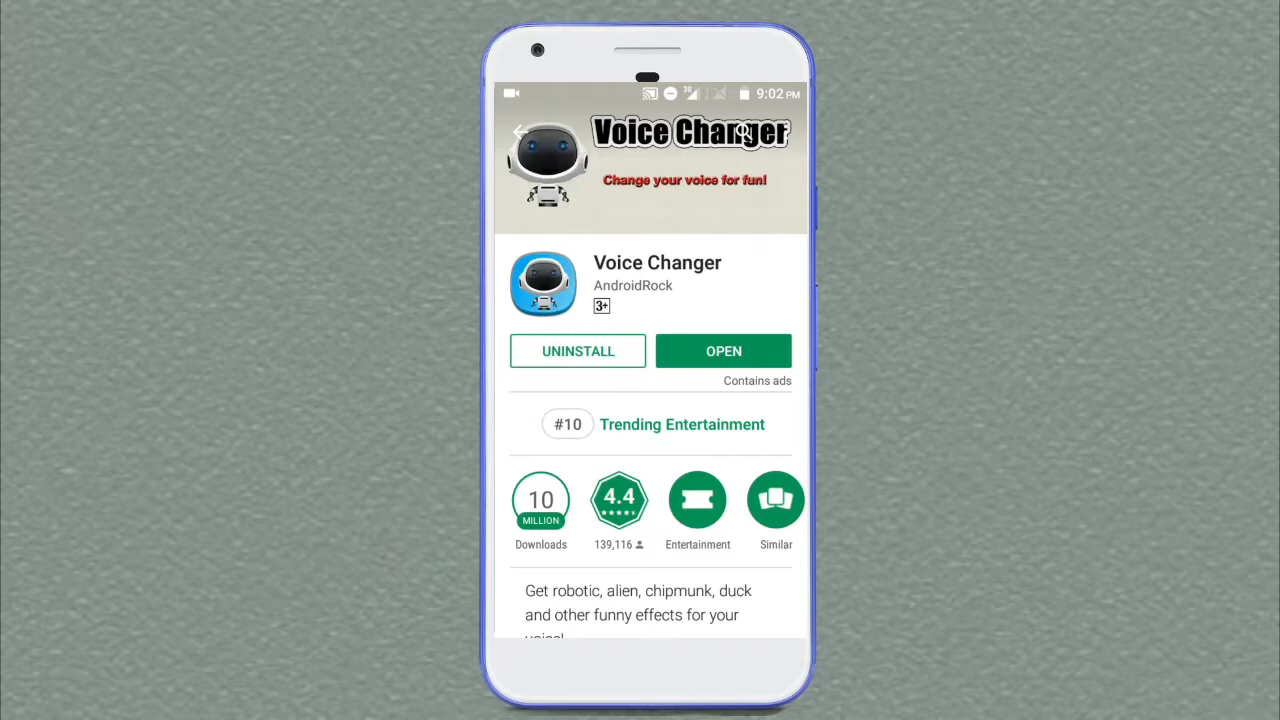 3G
9:02 PM
Voice Changer
Change your voice for fun!
Voice Changer
AndroidRock
3+
UNINSTALL
OPEN
Contains ads
#10
Trending Entertainment
10
MILLION
Downloads
4.4
139,116
Entertainment
Similar
Get robotic, alien, chipmunk, duck
and other funny effects for your
voice!